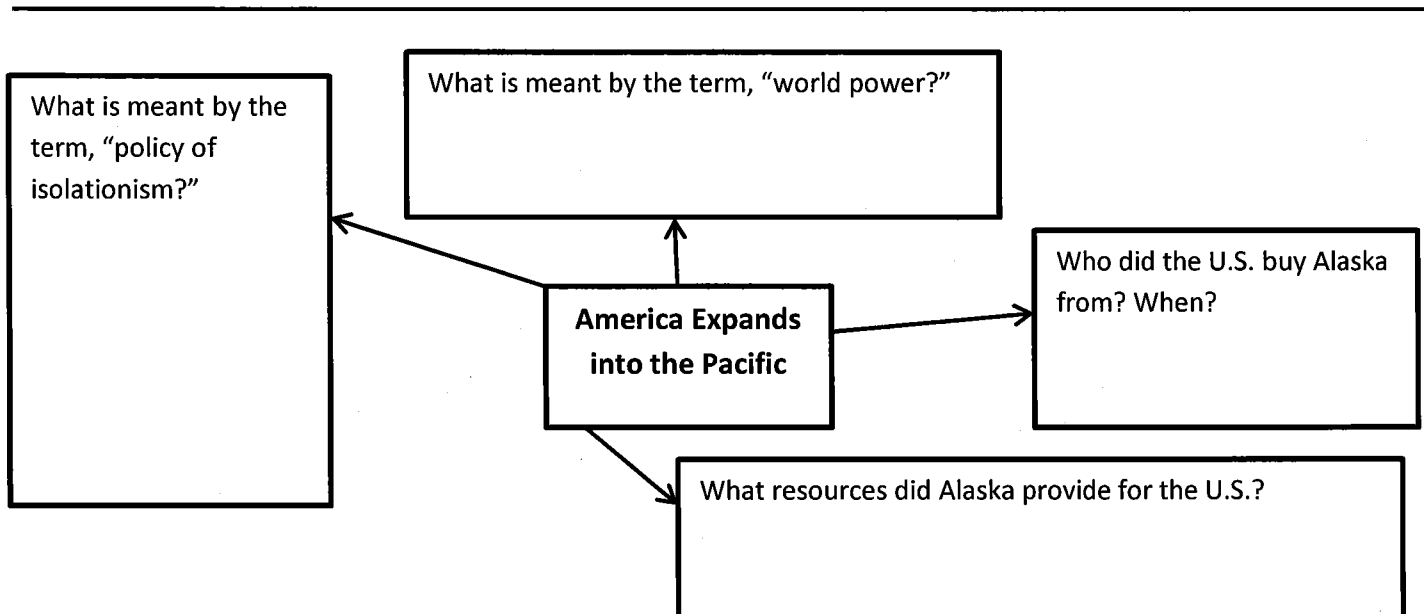 What is meant by the
term, “policy of
isolationism?”
What is meant by the term, “world power?”
Who did the U.S. buy Alaska
from? When?
America Expands
into the Pacific
What resources did Alaska provide for the U.S.?